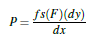 P = fs(F)(dy)/dx